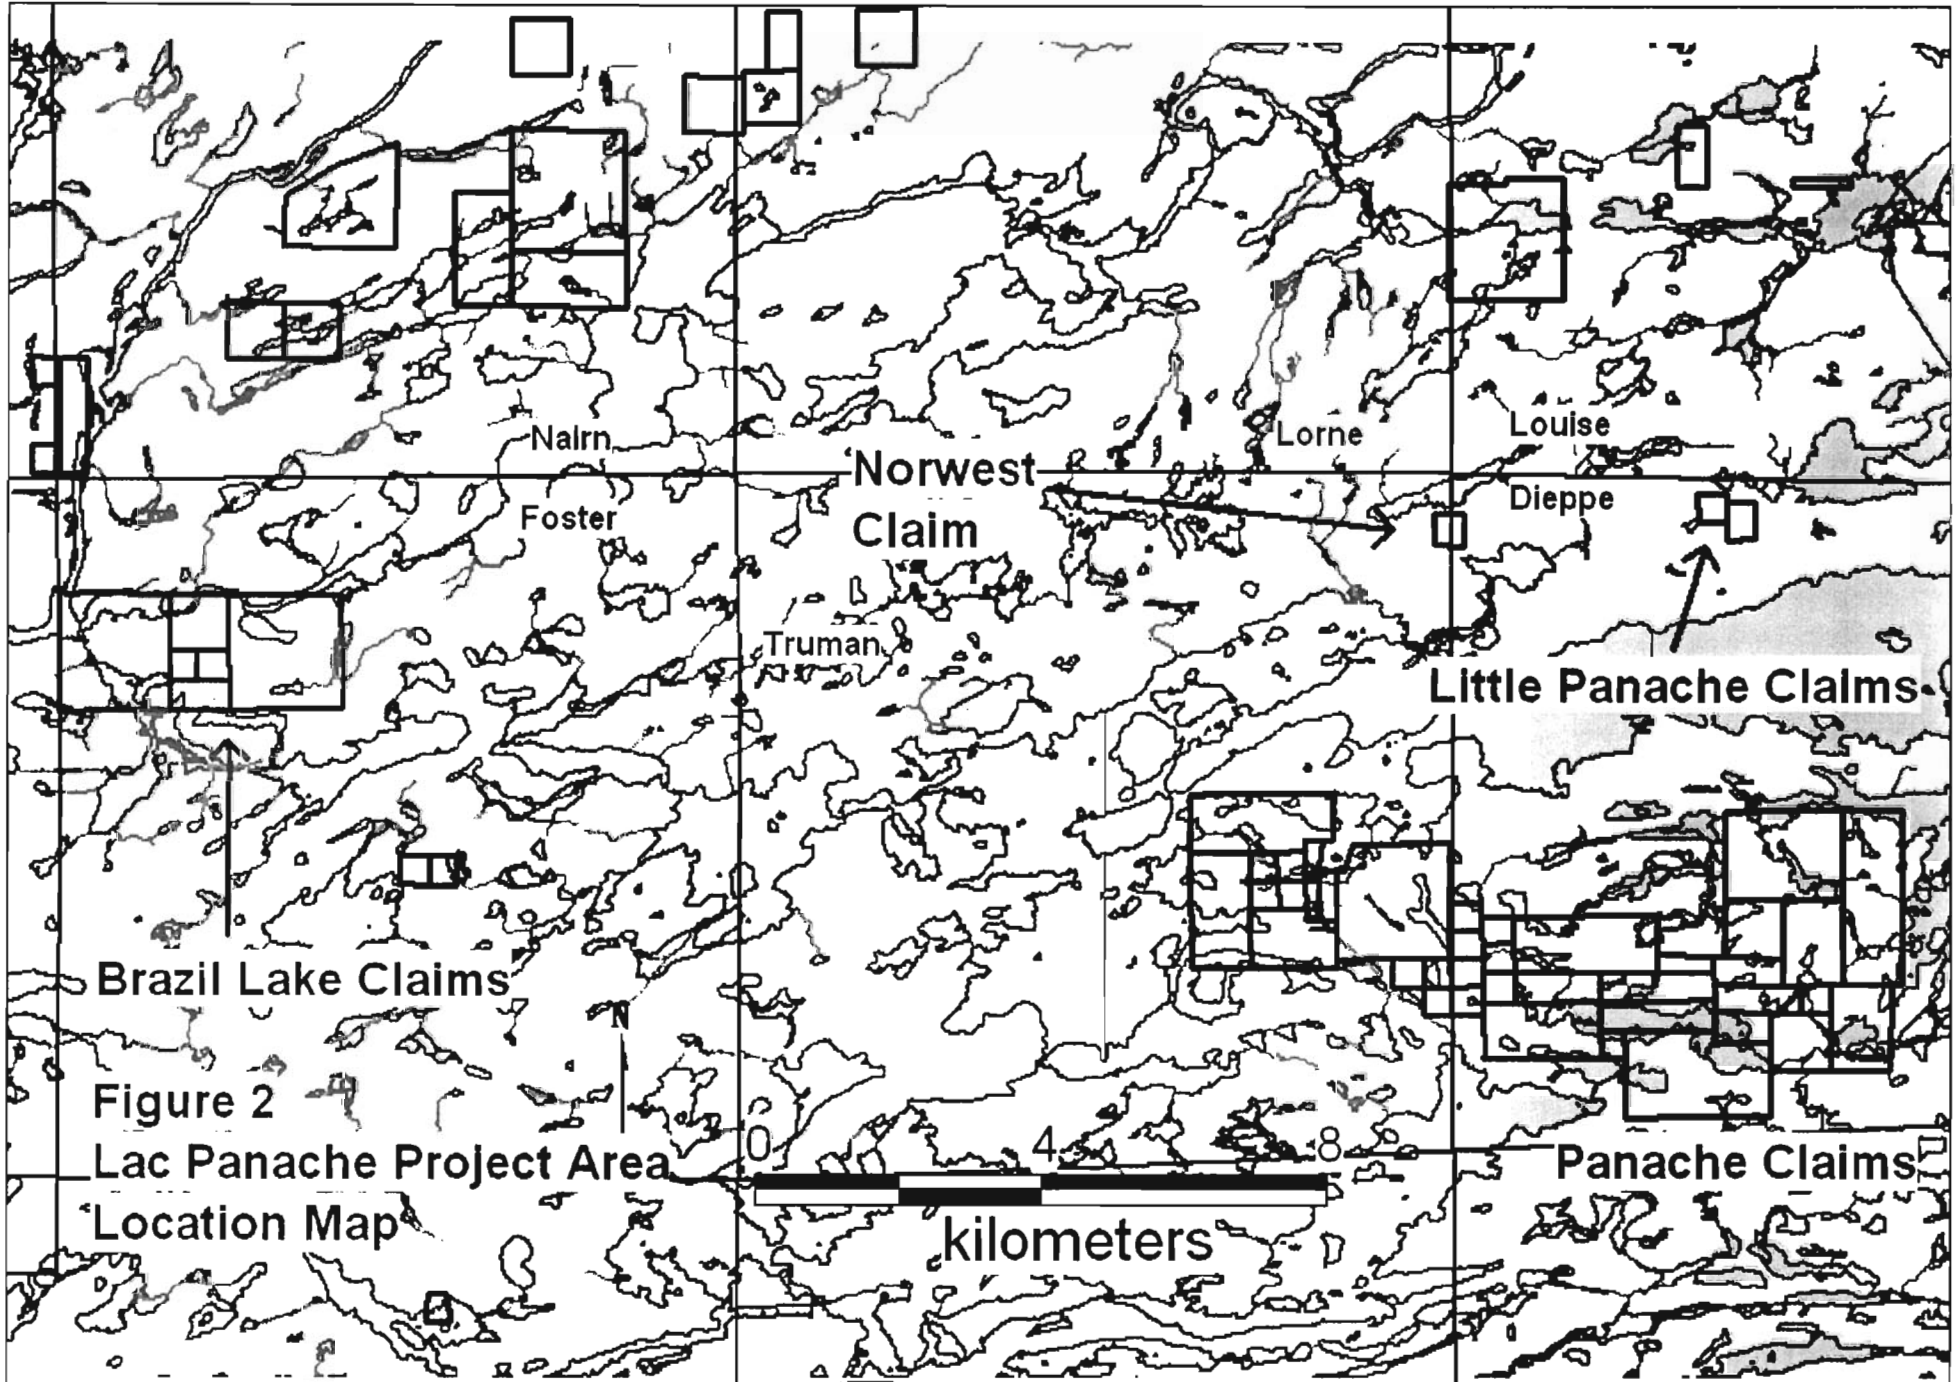 Nairn
Lorne
Louise
Norwest
Claim
Foster
Dieppe
Truman
Little Panache Claims
Brazil Lake Claims
N
Figure 2
Lac Panache Project Area
Location Map
0 4 8
kilometers
Panache Claims